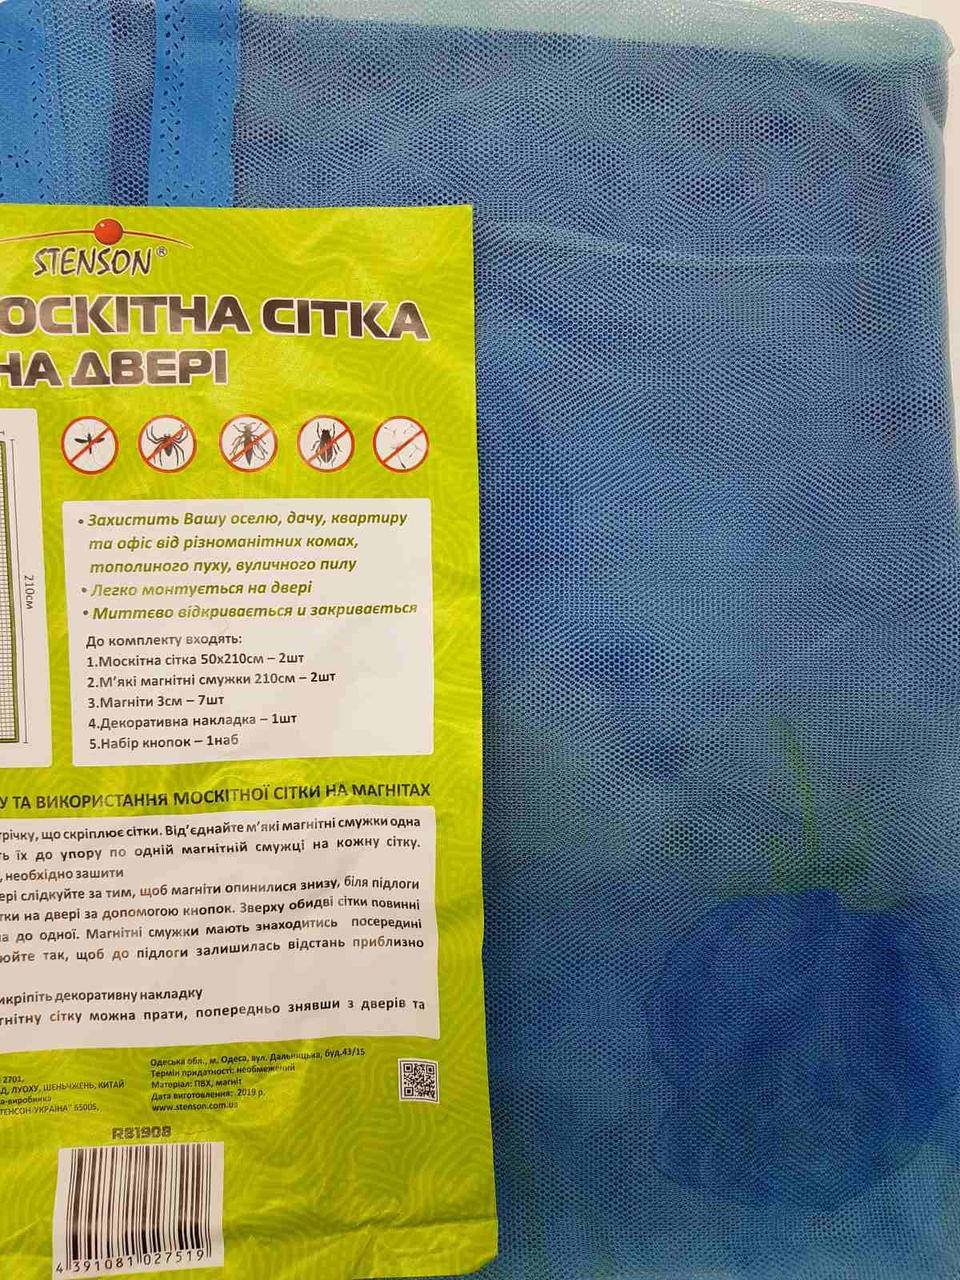 STENSON®
ОСКІТНА СІТКА
НА ДВЕРІ
210см
• Захистить Вашу оселю, дачу, квартиру
та офіс від різноманітних комах,
тополиного пуху, вуличного пилу
• Легко монтується на двері
• Миттєво відкривається и закривається
До комплекту входять:
1.Москітна сітка 50х210см – 2шт
2.М'які магнітні смужки 210см – 2шт
3.Магніти 3см – 7шт
4.Декоративна накладка – 1шт
5.Набір кнопок – 1наб
У ТА ВИКОРИСТАННЯ МОСКІТНОЇ СІТКИ НА МАГНІТАХ
річку, що скріплює сітки. Від'єднайте м'які магнітні смужки одна
ь їх до упору по одній магнітній смужці на кожну сітку.
, необхідно зашити
ері слідкуйте за тим, щоб магніти опинилися знизу, біля підлоги
тки на двері за допомогою кнопок. Зверху обидві сітки повинні
на до одної. Магнітні смужки мають знаходитись посередині
юйте так, щоб до підлоги залишилась відстань приблизно
икріпіть декоративну накладку
гнітну сітку можна прати, попередньо знявши з дверів та
2701,
Д, ЛУОХУ, ШЕНЬЧЖЕНЬ, КИТАЙ
а-виробника
ТЕНСОН-УКРАЇНА" 65005,
Одеська обл., м. Одеса, вул. Дальницька, буд.43/15
Термін придатності: необмежений
Матеріал: ПВХ, магніт
Дата виготовлення: 2019 р.
www.stenson.com.ua
R81908
4 391081 027519